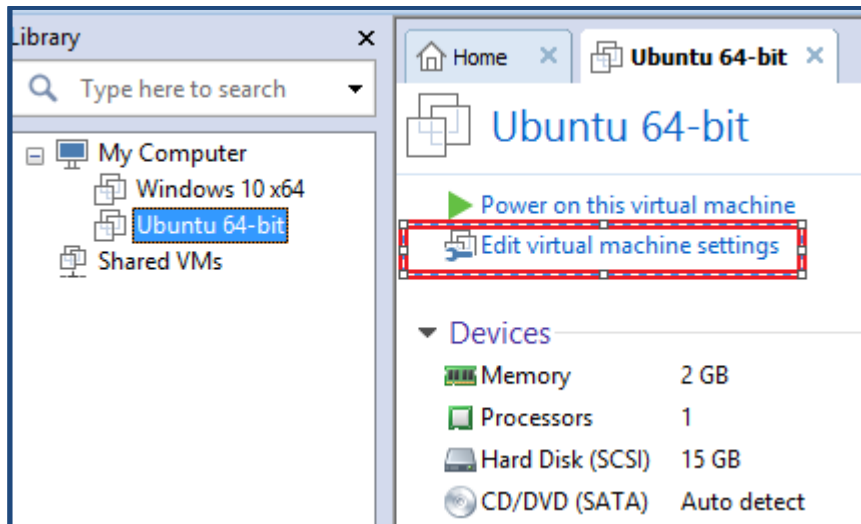 Library
Type here to search
My Computer
Windows 10 x64
Ubuntu 64-bit
Shared VMs
Home
Ubuntu 64-bit
Ubuntu 64-bit
Power on this virtual machine
Edit virtual machine settings
Devices
Memory 2 GB
Processors 1
Hard Disk (SCSI) 15 GB
CD/DVD (SATA) Auto detect